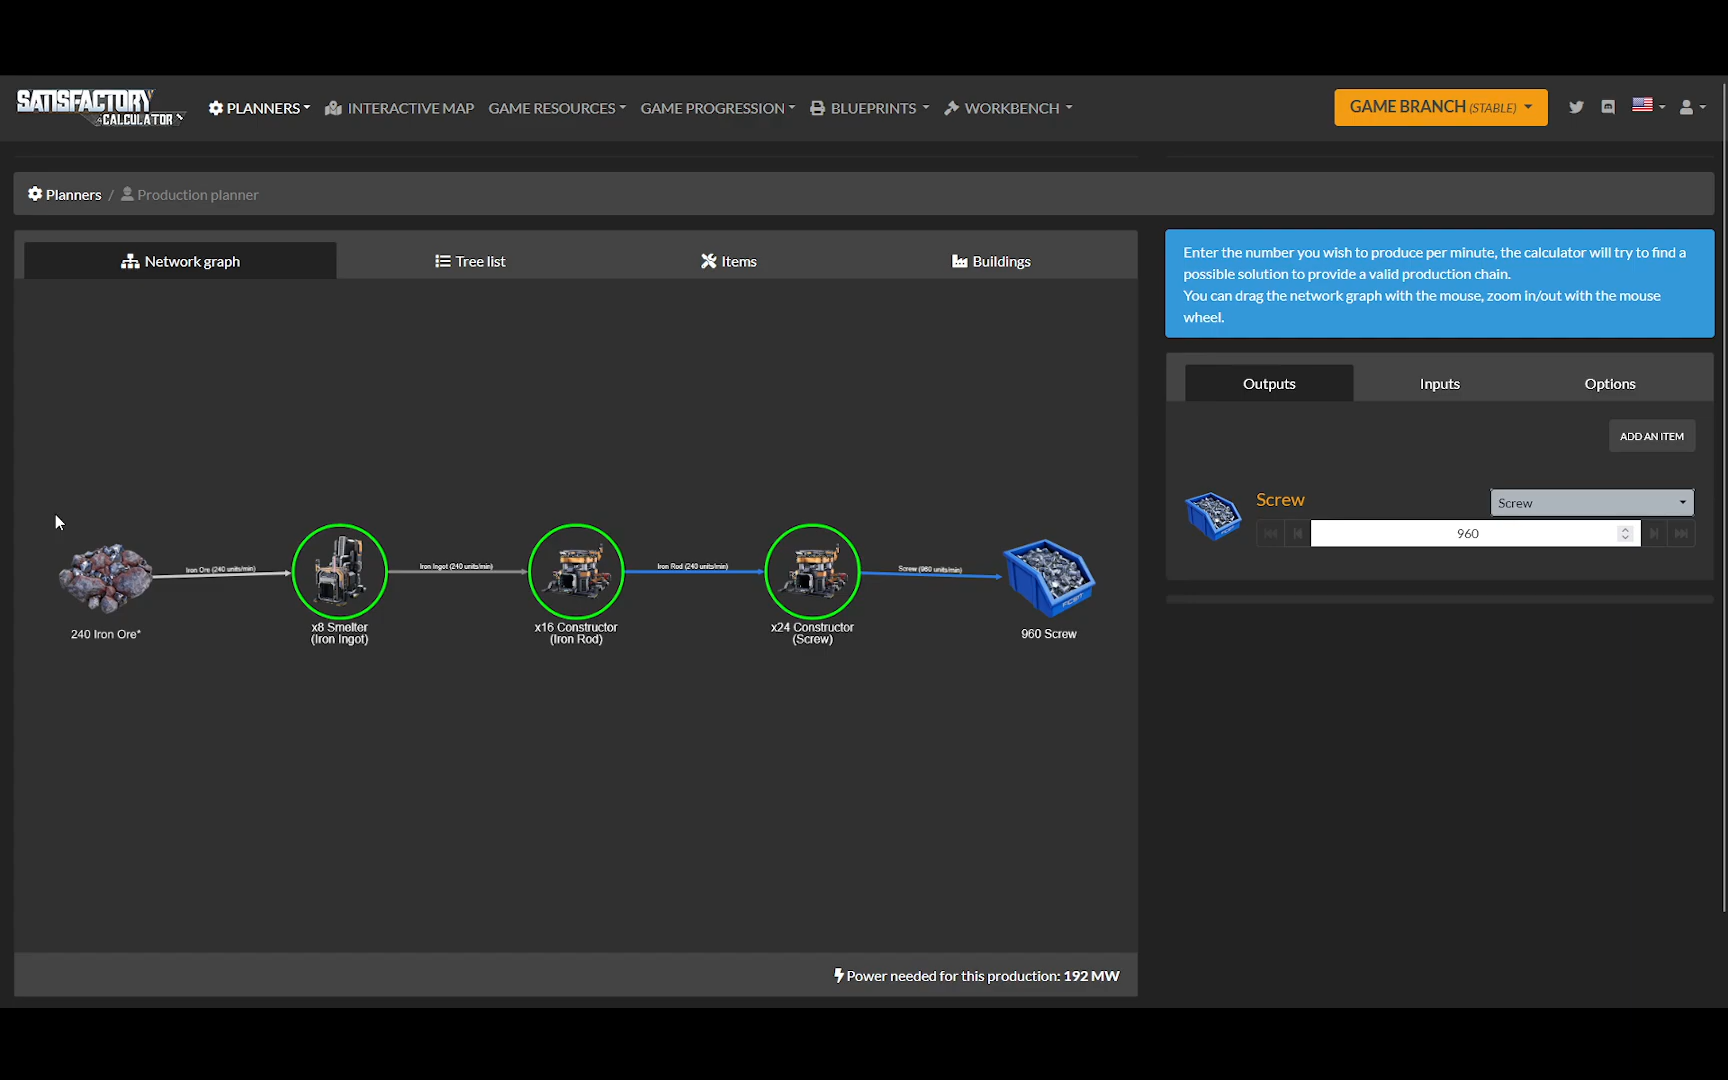 SATISFACTORY
CALCULATOR
PLANNERS INTERACTIVE MAP GAME RESOURCES GAME PROGRESSION BLUEPRINTS WORKBENCH GAME BRANCH (STABLE)
Planners / Production planner
Network graph Tree list Items Buildings
Enter the number you wish to produce per minute, the calculator will try to find a
possible solution to provide a valid production chain.
You can drag the network graph with the mouse, zoom in/out with the mouse
wheel.
Outputs Inputs Options
ADD AN ITEM
Screw Screw
960
Iron Ore (240 units/min) Iron Ingot (240 units/min) Iron Rod (240 units/min) Screw (960 units/min)
FICSIT
240 Iron Ore* x8 Smelter x16 Constructor x24 Constructor 960 Screw
(Iron Ingot) (Iron Rod) (Screw)
Power needed for this production: 192 MW